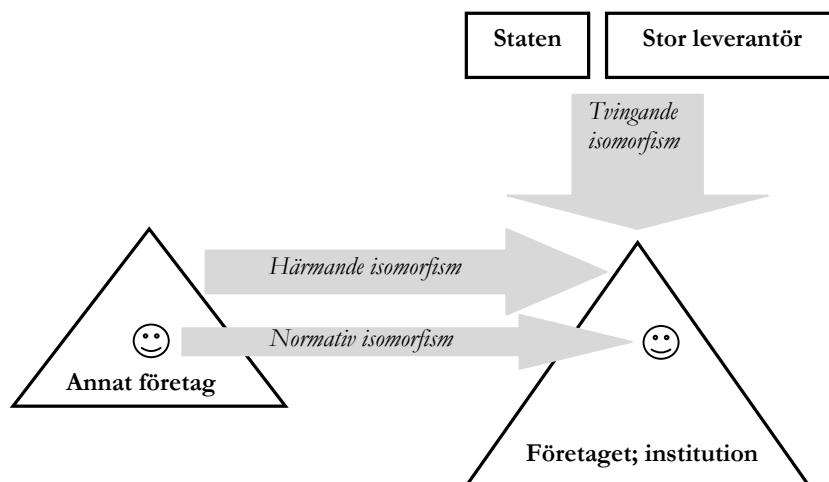 Staten
Stor leverantör
Tvingande
isomorfism
Härmande isomorfism
Normativ isomorfism
Annat företag
Företaget; institution